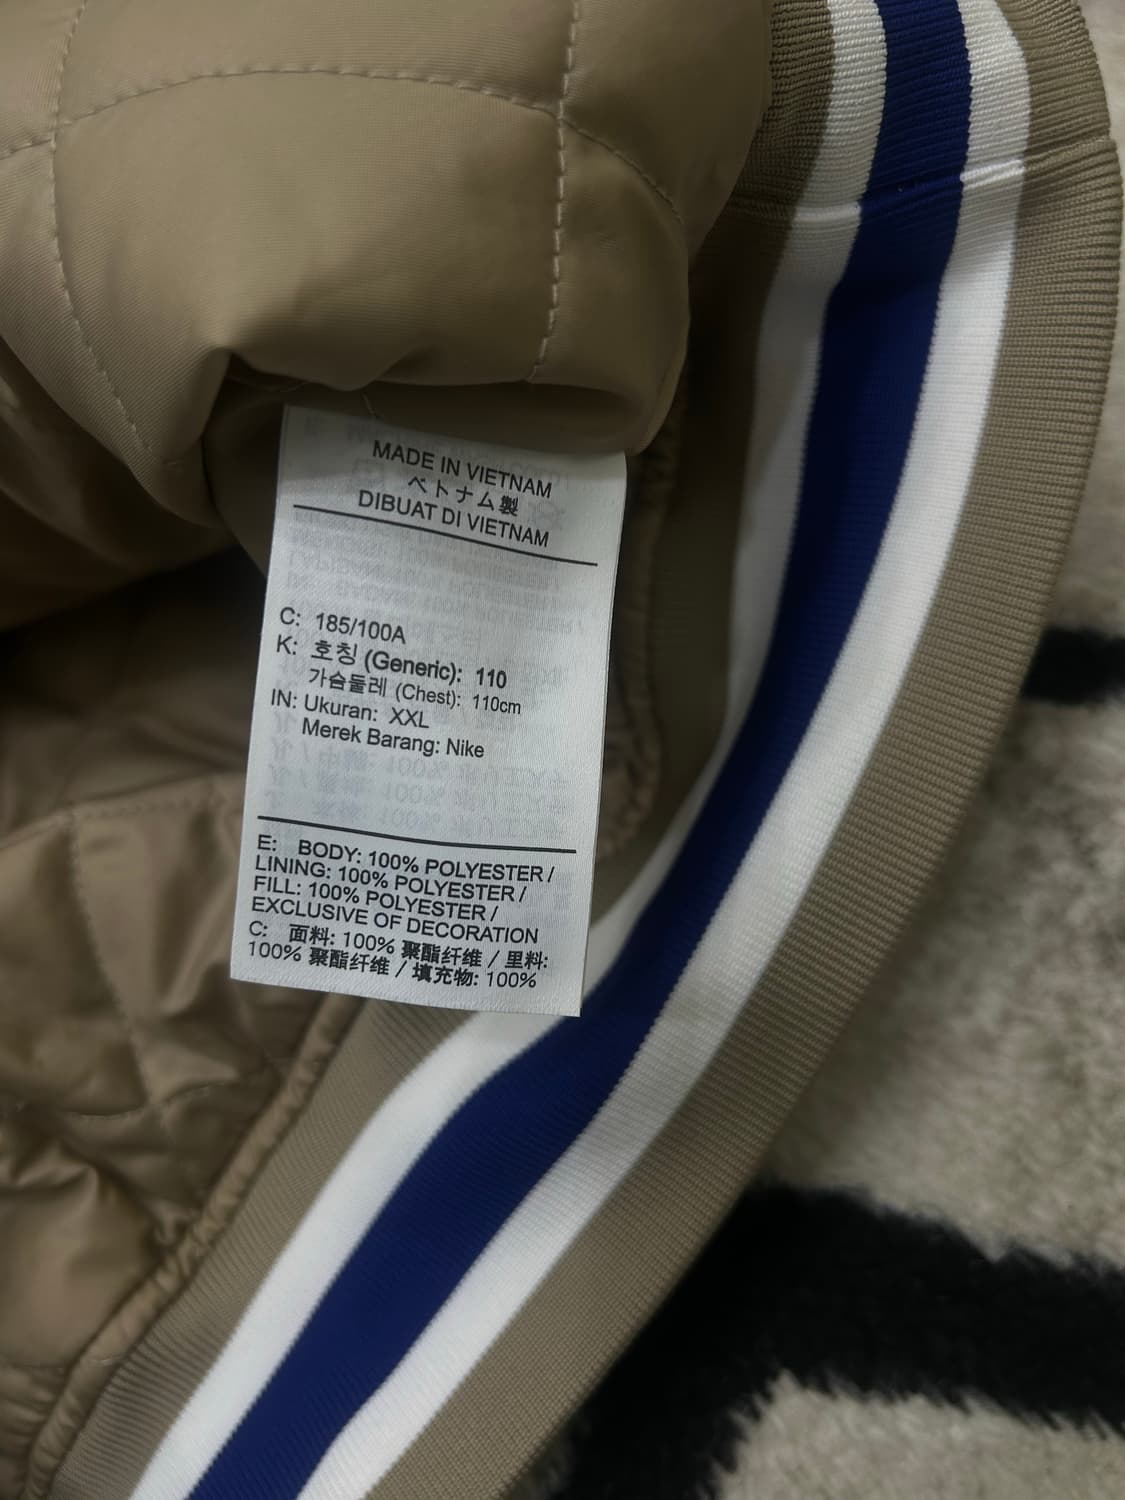 MADE IN VIETNAM
ベトナム製
DIBUAT DI VIETNAM
C: 185/100A
K: 호칭 (Generic): 110
가슴둘레 (Chest): 110cm
IN: Ukuran: XXL
Merek Barang: Nike
E: BODY: 100% POLYESTER /
LINING: 100% POLYESTER /
FILL: 100% POLYESTER /
EXCLUSIVE OF DECORATION
C: 面料: 100% 聚酯纤维 / 里料:
100% 聚酯纤维 / 填充物: 100%